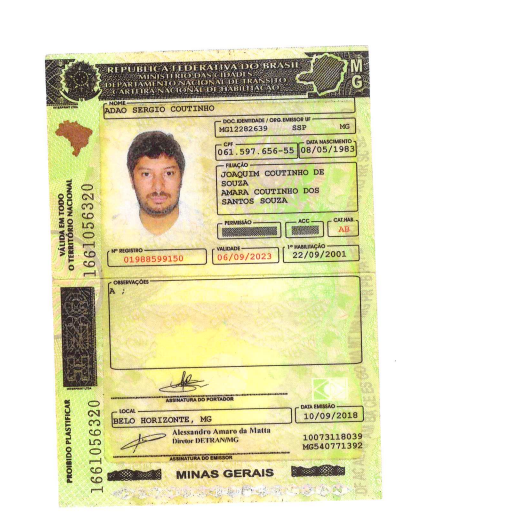 REPÚBLICA FEDERATIVA DO BRASIL
MINISTÉRIO DAS CIDADES
DEPARTAMENTO NACIONAL DE TRÂNSITO
CARTEIRA NACIONAL DE HABILITAÇÃO
MG
NOME
ADAO SERGIO COUTINHO
DOC. IDENTIDADE / ORG. EMISSOR UF
MG12282639 SSP MG
CPF DATA NASCIMENTO
061.597.656-55 08/05/1983
FILIAÇÃO
JOAQUIM COUTINHO DE
SOUZA
AMARA COUTINHO DOS
SANTOS SOUZA
PERMISSÃO ACC CAT.HAB.
AB
Nº REGISTRO VALIDADE 1ª HABILITAÇÃO
01988599150 06/09/2023 22/09/2001
OBSERVAÇÕES
A ;
ASSINATURA DO PORTADOR
LOCAL DATA EMISSÃO
BELO HORIZONTE, MG 10/09/2018
Alessandro Amaro da Matta
Diretor DETRAN/MG
10073118039
MG540771392
ASSINATURA DO EMISSOR
MINAS GERAIS
VÁLIDA EM TODO
O TERRITÓRIO NACIONAL
1661056320
PROIBIDO PLASTIFICAR
1661056320